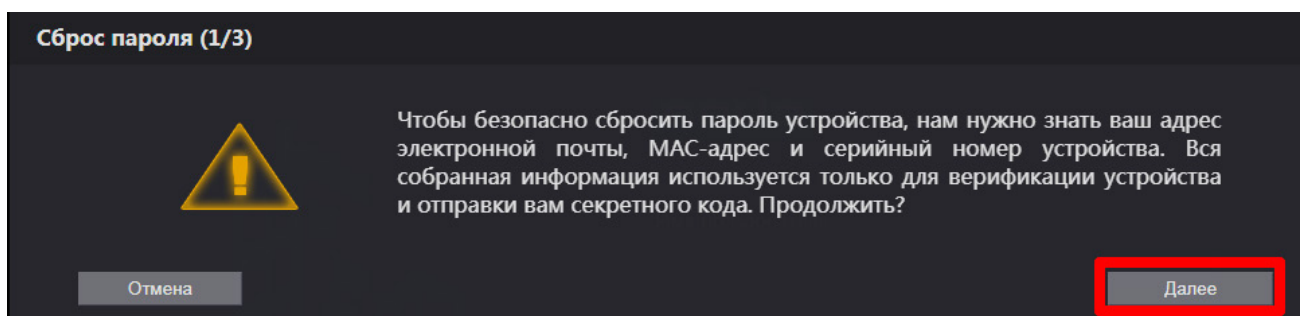 Сброс пароля (1/3)
Чтобы безопасно сбросить пароль устройства, нам нужно знать ваш адрес
электронной почты, MAC-адрес и серийный номер устройства. Вся
собранная информация используется только для верификации устройства
и отправки вам секретного кода. Продолжить?
Отмена
Далее